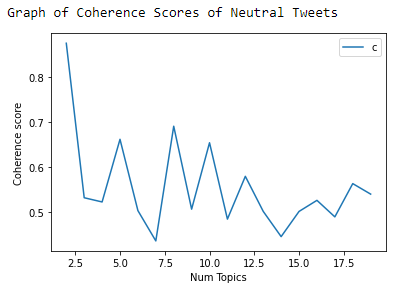 Graph of Coherence Scores of Neutral Tweets
c
Coherence score
0.8
0.7
0.6
0.5
2.5 5.0 7.5 10.0 12.5 15.0 17.5
Num Topics